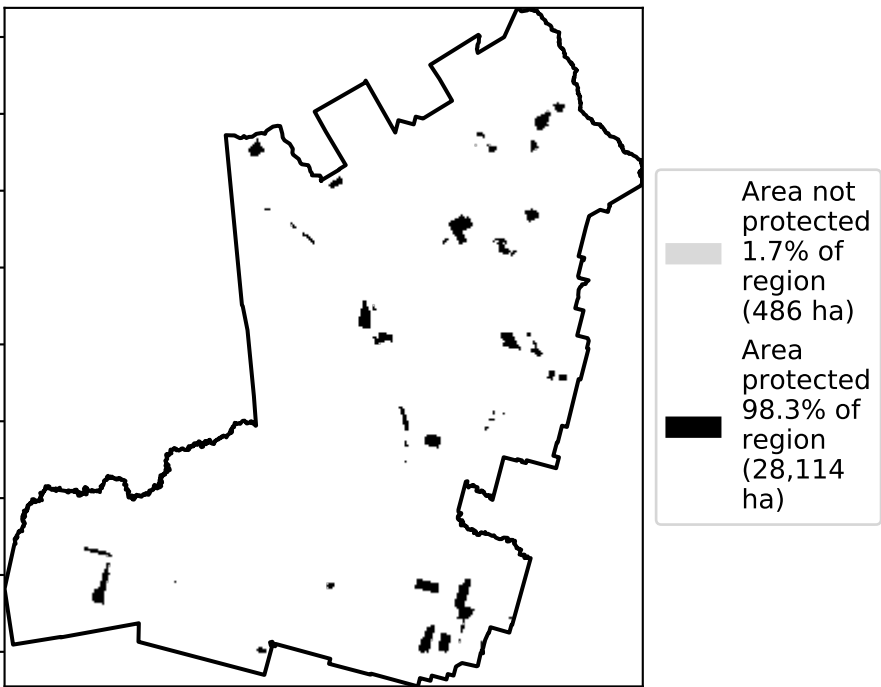 Area not
protected
1.7% of
region
(486 ha)
Area
protected
98.3% of
region
(28,114
ha)